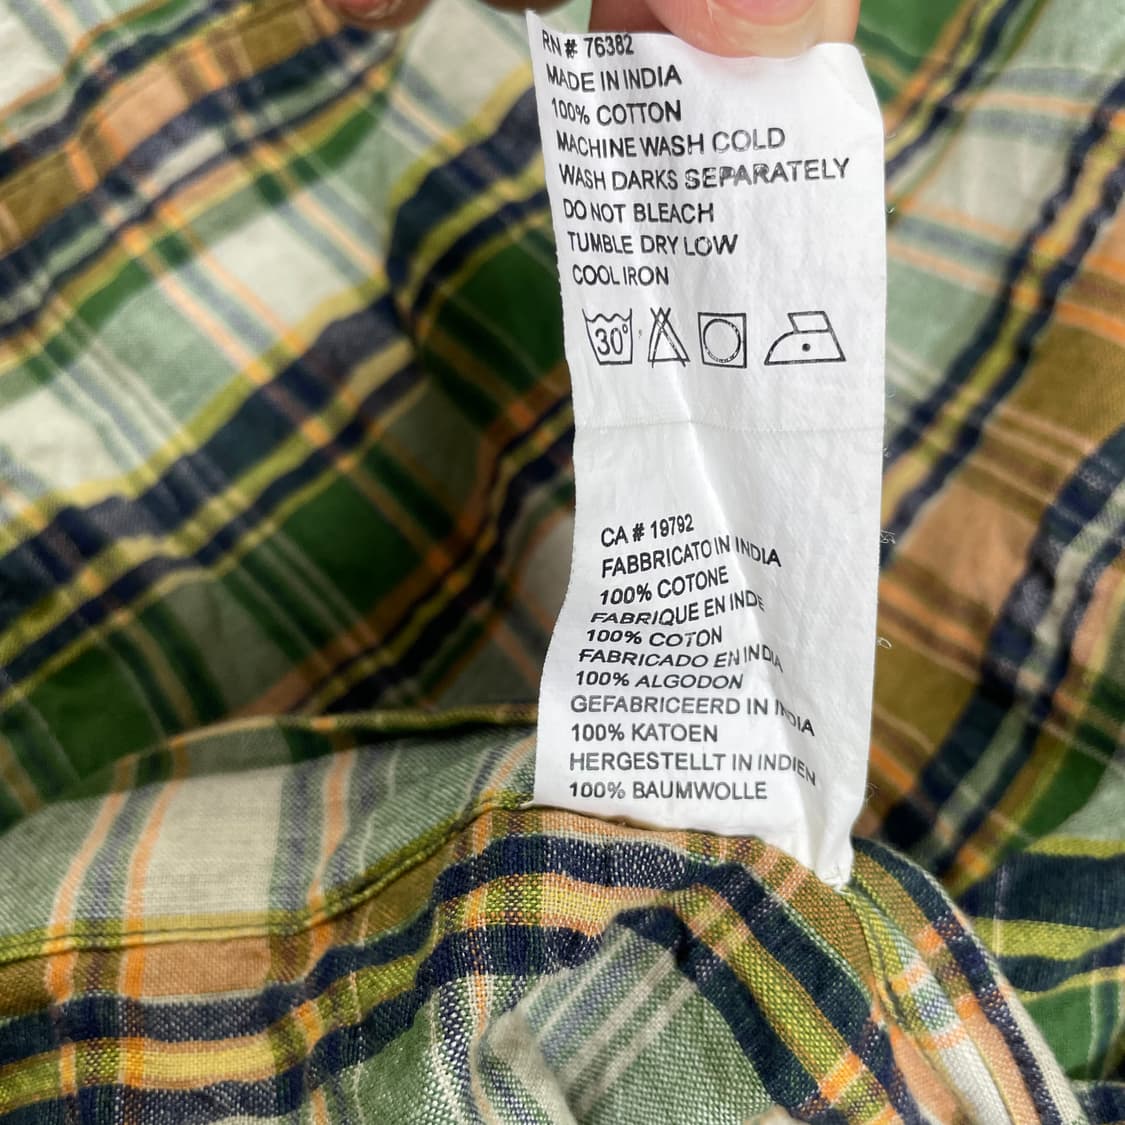 RN # 76382
MADE IN INDIA
100% COTTON
MACHINE WASH COLD
WASH DARKS SEPARATELY
DO NOT BLEACH
TUMBLE DRY LOW
COOL IRON
30°
CA # 19792
FABBRICATO IN INDIA
100% COTONE
FABRIQUE EN INDE
100% COTON
FABRICADO EN INDIA
100% ALGODON
GEFABRICEERD IN INDIA
100% KATOEN
HERGESTELLT IN INDIEN
100% BAUMWOLLE